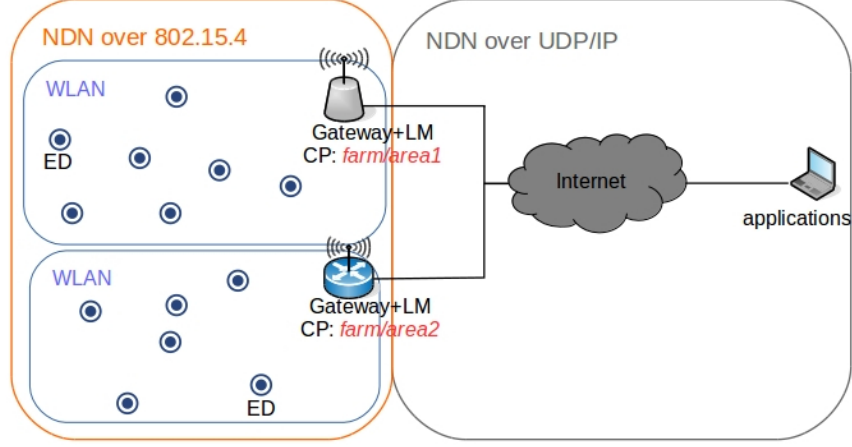 NDN over 802.15.4
NDN over UDP/IP
WLAN
ED
Gateway+LM
CP: farm/area1
Internet
applications
WLAN
Gateway+LM
CP: farm/area2
ED